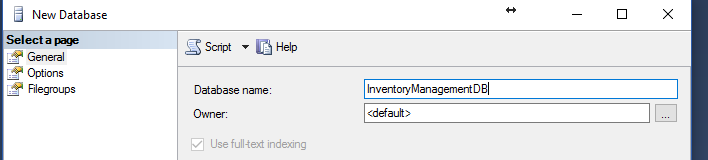 New Database
Select a page
General
Options
Filegroups
Script
Help
Database name:
InventoryManagementDB
Owner:
<default>
...
Use full-text indexing